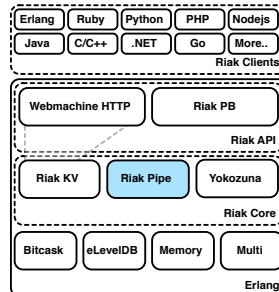 Erlang Ruby Python PHP Nodejs
Java C/C++ .NET Go More..
Riak Clients
Webmachine HTTP Riak PB
Riak API
Riak KV Riak Pipe Yokozuna
Riak Core
Bitcask eLevelDB Memory Multi
Erlang